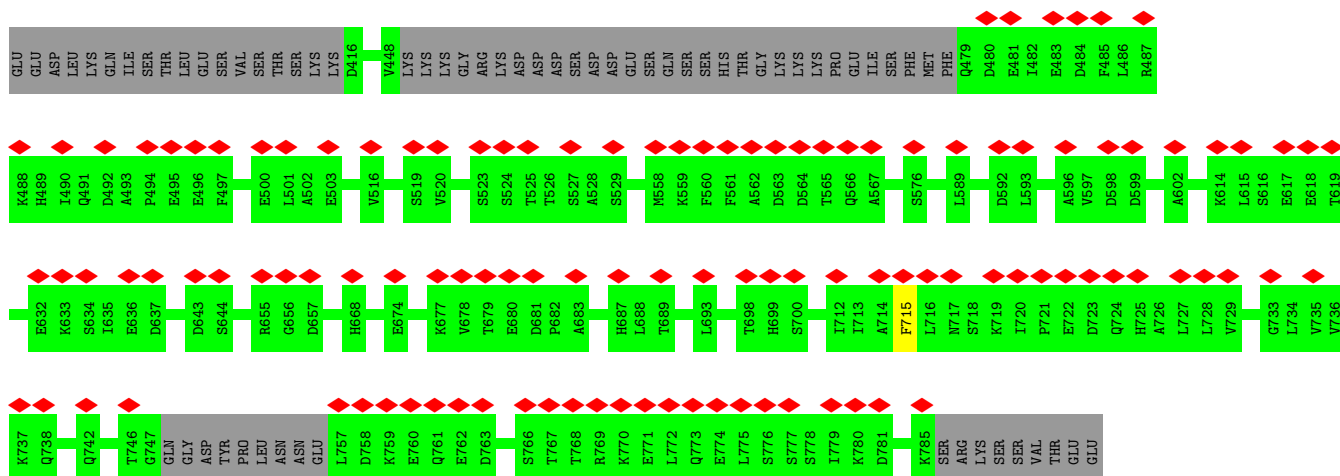 GLU GLU ASP LEU LYS GLN ILE SER THR LEU GLU SER VAL SER THR SER LYS LYS D416 V448 LYS LYS LYS GLY ARG LYS ASP ASP ASP SER ASP ASP GLU SER GLN SER SER HIS THR GLY LYS LYS LYS PRO GLU ILE SER PHE MET PHE Q479 D480 E481 I482 E483 D484 F485 L486 R487
K488 H489 I490 Q491 D492 A493 P494 E495 E496 F497 E500 L501 A502 E503 V516 S519 V520 S523 S524 T525 T526 S527 A528 S529 M558 K559 F560 F561 A562 D563 D564 T565 Q566 A567 S576 L589 D592 L593 A596 V597 D598 D599 A602 K614 L615 S616 E617 E618 T619
E632 K633 S634 I635 E636 D637 D643 S644 R655 G656 D657 H668 E674 K677 V678 T679 E680 D681 P682 A683 H687 L688 T689 L693 T698 H699 S700 I712 I713 A714 F715 L716 N717 S718 K719 I720 P721 E722 D723 Q724 H725 A726 L727 L728 V729 G733 L734 V735 V736
K737 Q738 Q742 T746 G747 GLN GLY ASP TYR PRO LEU ASN ASN GLU L757 D758 K759 E760 Q761 E762 D763 S766 T767 T768 R769 K770 E771 L772 Q773 E774 L775 S776 S777 S778 I779 K780 D781 K785 SER ARG LYS SER SER VAL THR GLU GLU